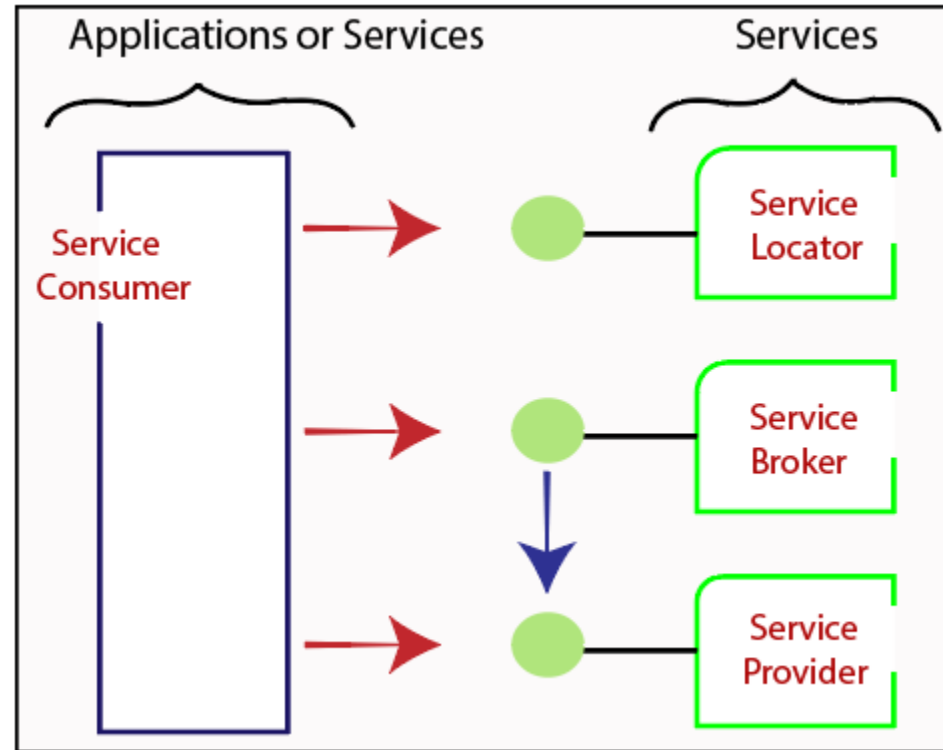 Applications or Services
Services
Service
Consumer
Service
Locator
Service
Broker
Service
Provider